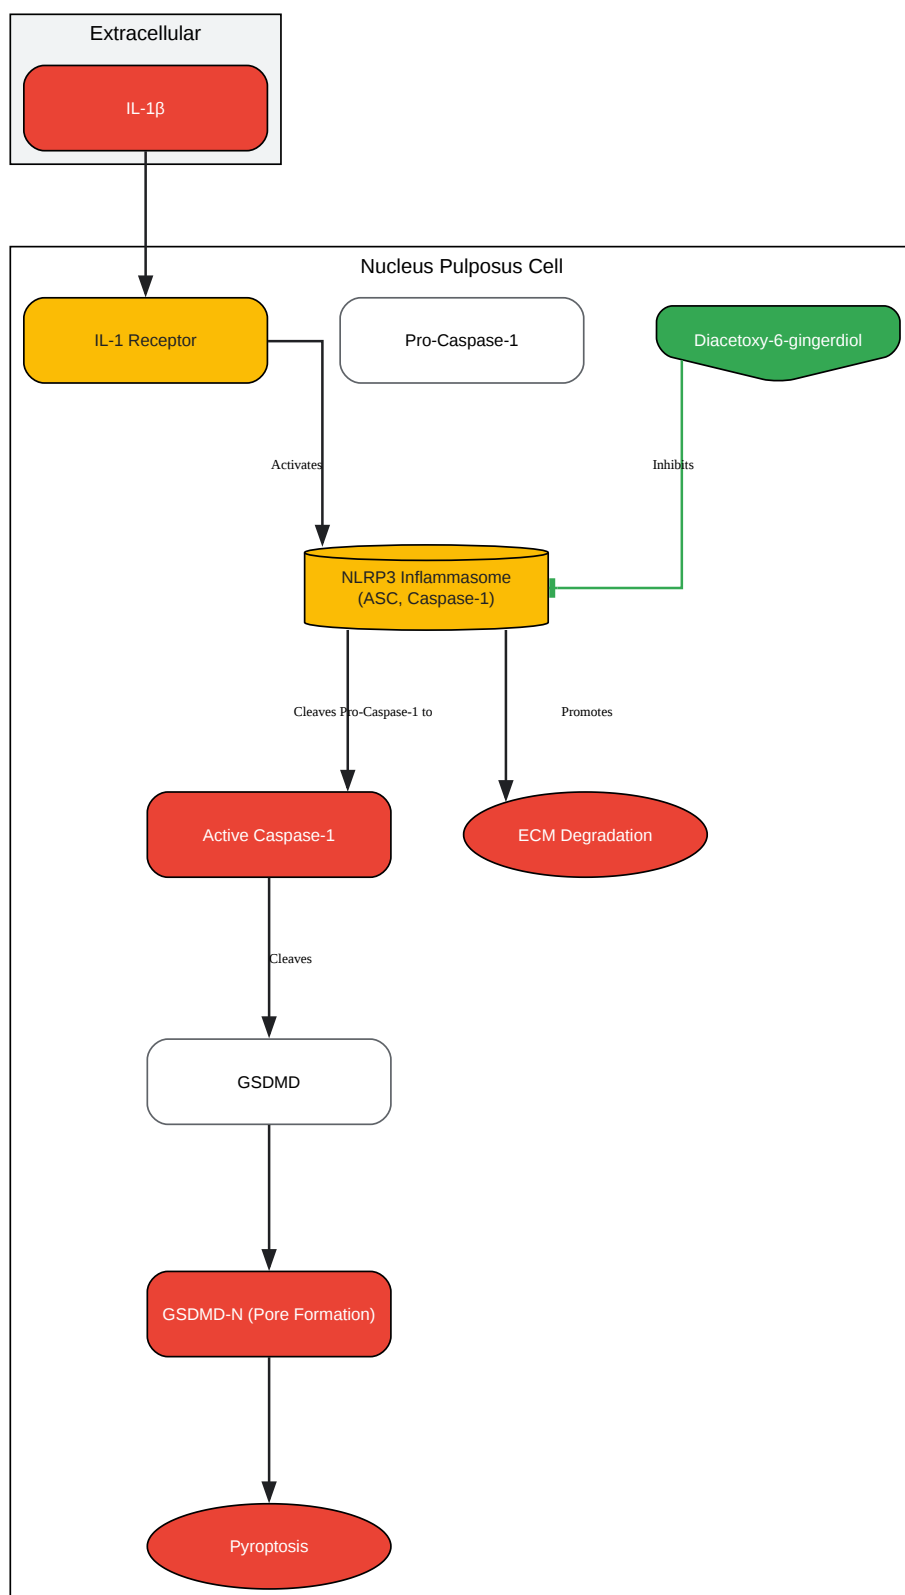 Extracellular
IL-1β
Nucleus Pulposus Cell
IL-1 Receptor
Pro-Caspase-1
Diacetoxy-6-gingerdiol
Activates
Inhibits
NLRP3 Inflammasome
(ASC, Caspase-1)
Cleaves Pro-Caspase-1 to
Promotes
Active Caspase-1
ECM Degradation
Cleaves
GSDMD
GSDMD-N (Pore Formation)
Pyroptosis